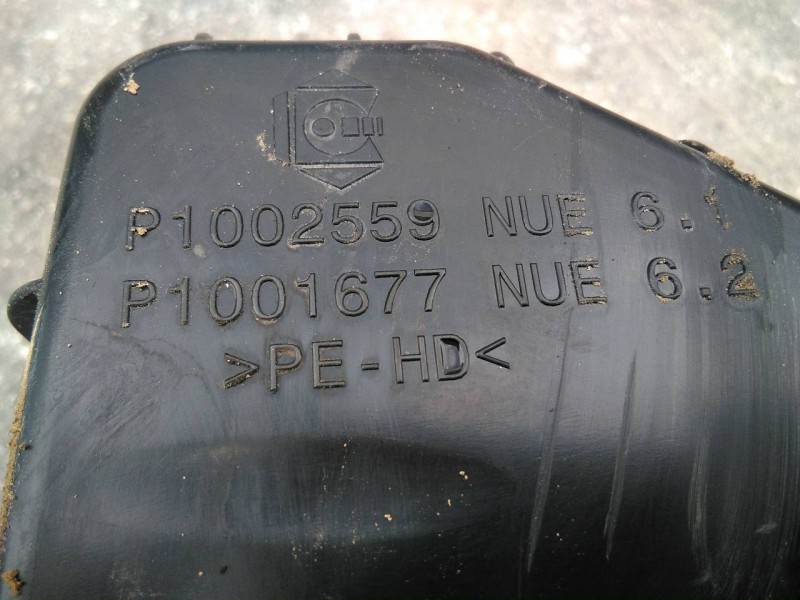 P1002559 NUE 6.1
P1001677 NUE 6.2
>PE-HD<